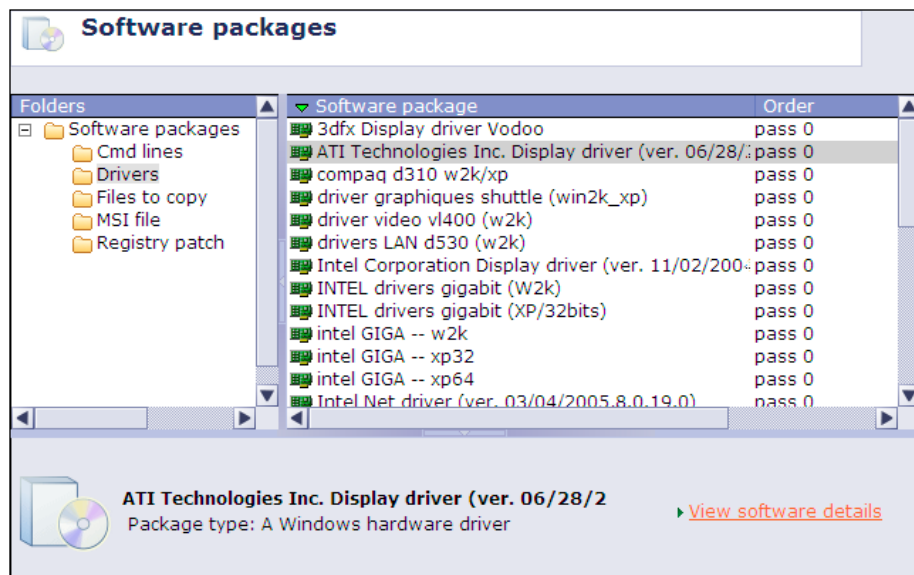 Software packages
Folders
Software packages
Cmd lines
Drivers
Files to copy
MSI file
Registry patch
Software package Order
3dfx Display driver Vodoo pass 0
ATI Technologies Inc. Display driver (ver. 06/28/ pass 0
compaq d310 w2k/xp pass 0
driver graphiques shuttle (win2k_xp) pass 0
driver video vl400 (w2k) pass 0
drivers LAN d530 (w2k) pass 0
Intel Corporation Display driver (ver. 11/02/200 pass 0
INTEL drivers gigabit (W2k) pass 0
INTEL drivers gigabit (XP/32bits) pass 0
intel GIGA -- w2k pass 0
intel GIGA -- xp32 pass 0
intel GIGA -- xp64 pass 0
Intel Net driver (ver. 03/04/2005.8.0.19.0) pass 0
ATI Technologies Inc. Display driver (ver. 06/28/2
Package type: A Windows hardware driver
View software details